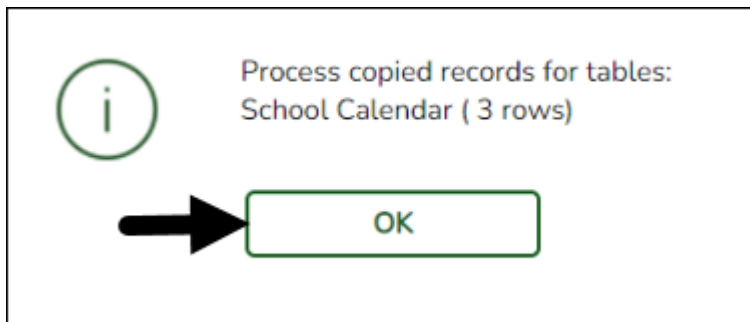 Process copied records for tables:
School Calendar ( 3 rows)
OK